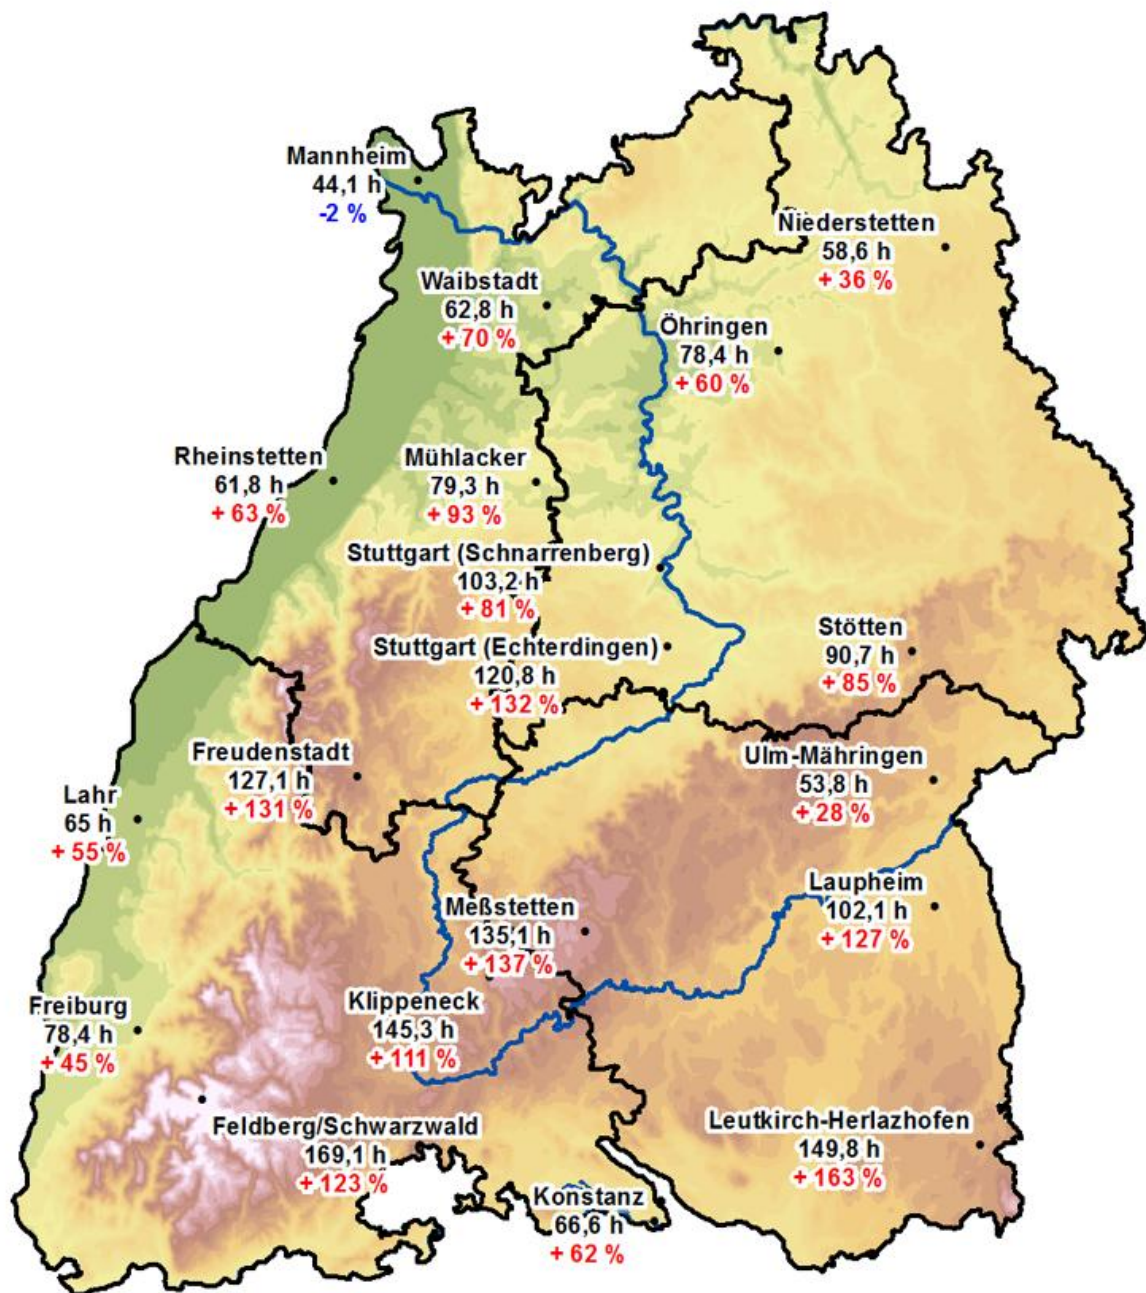 Mannheim
44,1 h
-2 %
Niederstetten
58,6 h
+ 36 %
Waibstadt
62,8 h
+ 70 %
Öhringen
78,4 h
+ 60 %
Rheinstetten
61,8 h
+ 63 %
Mühlacker
79,3 h
+ 93 %
Stuttgart (Schnarrenberg)
103,2 h
+ 81 %
Stuttgart (Echterdingen)
120,8 h
+ 132 %
Stötten
90,7 h
+ 85 %
Freudenstadt
127,1 h
+ 131 %
Ulm-Mähringen
53,8 h
+ 28 %
Lahr
65 h
+ 55 %
Laupheim
102,1 h
+ 127 %
Meßstetten
135,1 h
+ 137 %
Klippeneck
145,3 h
+ 111 %
Freiburg
78,4 h
+ 45 %
Feldberg/Schwarzwald
169,1 h
+ 123 %
Leutkirch-Herlazhofen
149,8 h
+ 163 %
Konstanz
66,6 h
+ 62 %